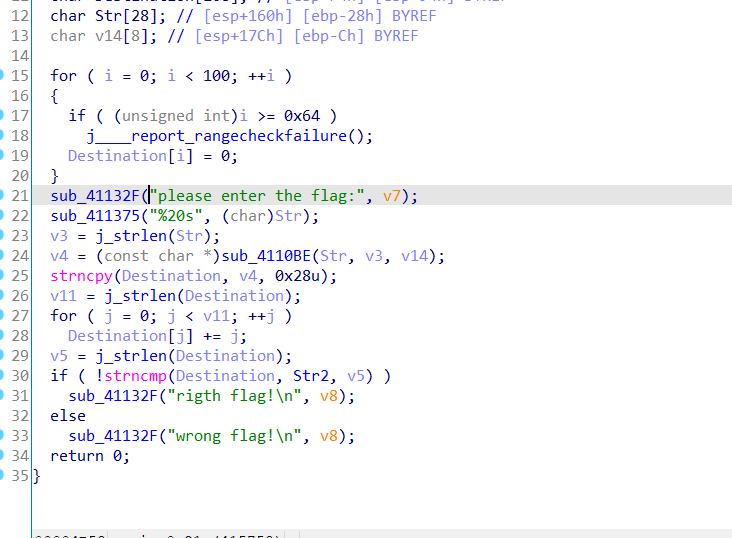 12 char Str[28]; // [esp+160h] [ebp-28h] BYREF
13 char v14[8]; // [esp+17Ch] [ebp-Ch] BYREF
14
15 for ( i = 0; i < 100; ++i )
16 {
17 if ( (unsigned int)i >= 0x64 )
18 j____report_rangecheckfailure();
19 Destination[i] = 0;
20 }
21 sub_41132F("please enter the flag:", v7);
22 sub_411375("%20s", (char)Str);
23 v3 = j_strlen(Str);
24 v4 = (const char *)sub_4110BE(Str, v3, v14);
25 strncpy(Destination, v4, 0x28u);
26 v11 = j_strlen(Destination);
27 for ( j = 0; j < v11; ++j )
28 Destination[j] += j;
29 v5 = j_strlen(Destination);
30 if ( !strncmp(Destination, Str2, v5) )
31 sub_41132F("rigth flag!\n", v8);
32 else
33 sub_41132F("wrong flag!\n", v8);
34 return 0;
35 }